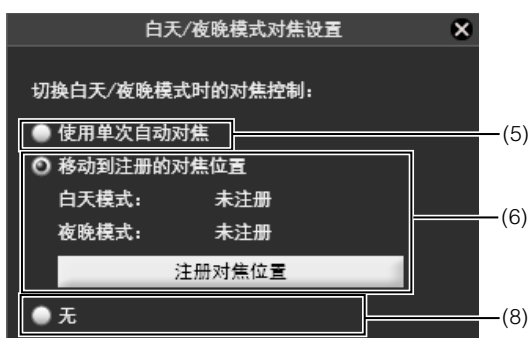 白天/夜晚模式对焦设置
切换白天/夜晚模式时的对焦控制:
使用单次自动对焦 (5)
移动到注册的对焦位置
白天模式: 未注册
(6)
夜晚模式: 未注册
注册对焦位置
无 (8)